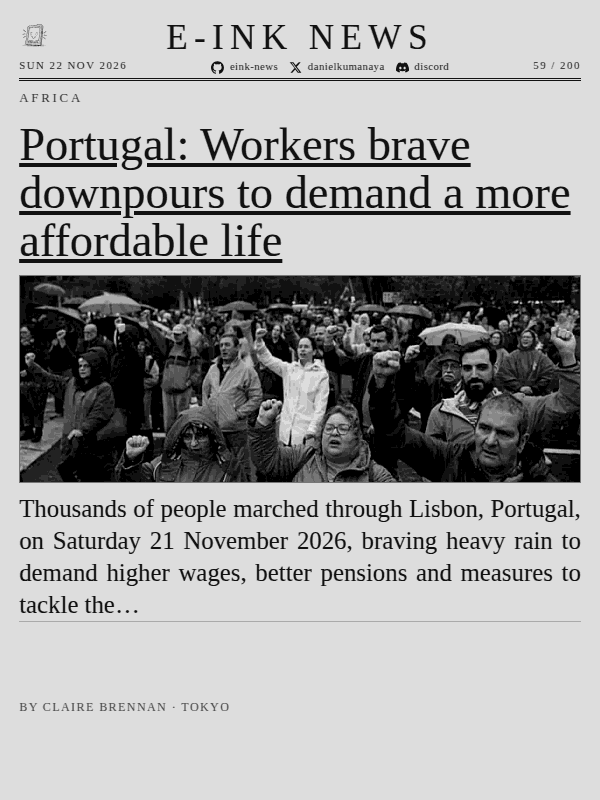 E-INK NEWS
SUN 22 NOV 2026
eink-news
danielkumanaya
discord
59 / 200
AFRICA
Portugal: Workers brave
downpours to demand a more
affordable life
Thousands of people marched through Lisbon, Portugal,
on Saturday 21 November 2026, braving heavy rain to
demand higher wages, better pensions and measures to
tackle the…
BY CLAIRE BRENNAN · TOKYO